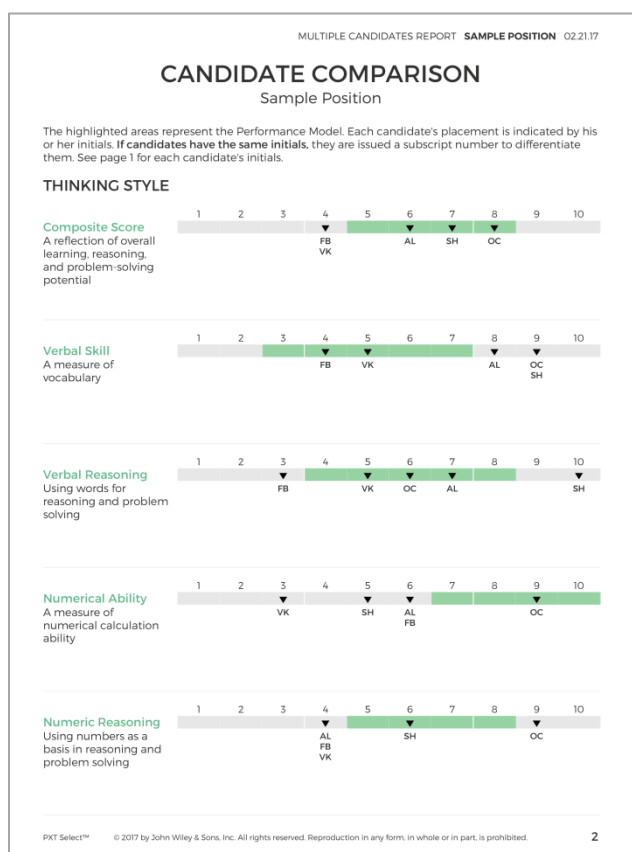 MULTIPLE CANDIDATES REPORT SAMPLE POSITION 02.21.17
CANDIDATE COMPARISON
Sample Position
The highlighted areas represent the Performance Model. Each candidate's placement is indicated by his
or her initials. If candidates have the same initials, they are issued a subscript number to differentiate
them. See page 1 for each candidate's initials.
THINKING STYLE
1 2 3 4 5 6 7 8 9 10
Composite Score
A reflection of overall
learning, reasoning,
and problem-solving
potential
FB AL SH OC
VK
1 2 3 4 5 6 7 8 9 10
Verbal Skill
A measure of
vocabulary
FB VK AL OC
SH
1 2 3 4 5 6 7 8 9 10
Verbal Reasoning
Using words for
reasoning and problem
solving
FB VK OC AL SH
1 2 3 4 5 6 7 8 9 10
Numerical Ability
A measure of
numerical calculation
ability
VK SH AL OC
FB
1 2 3 4 5 6 7 8 9 10
Numeric Reasoning
Using numbers as a
basis in reasoning and
problem solving
AL SH OC
FB
VK
PXT Select™ © 2017 by John Wiley & Sons, Inc. All rights reserved. Reproduction in any form, in whole or in part, is prohibited. 2